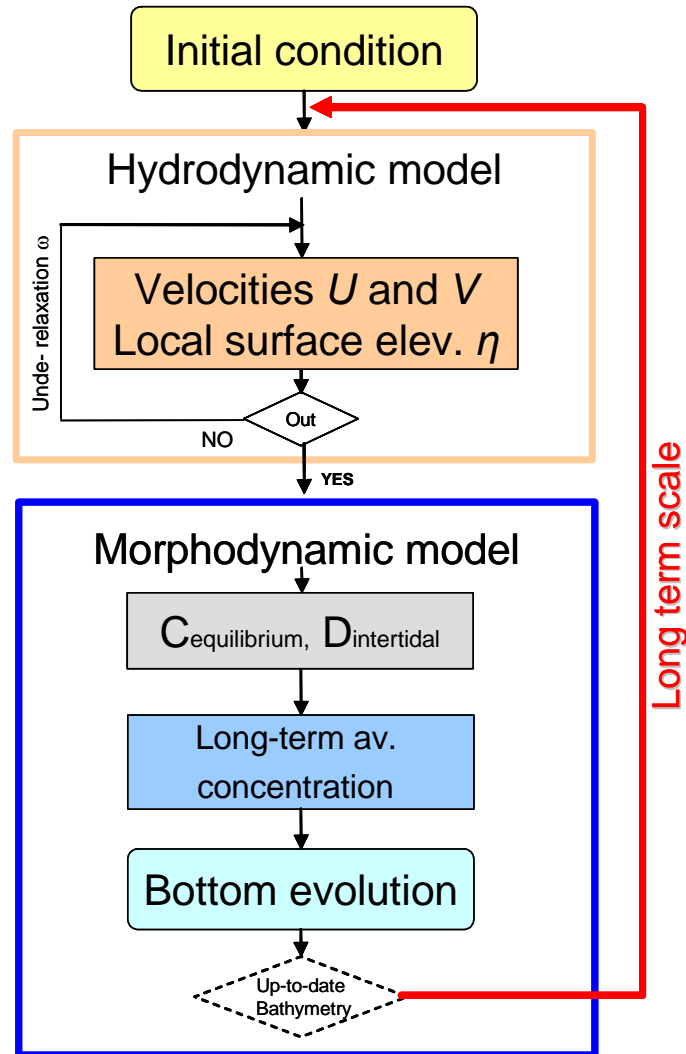 Initial condition
Hydrodynamic model
Unde- relaxation ω
Velocities U and V
Local surface elev. η
Out
NO
YES
Morphodynamic model
Cequilibrium, Dintertidal
Long-term av.
concentration
Bottom evolution
Up-to-date
Bathymetry
Long term scale